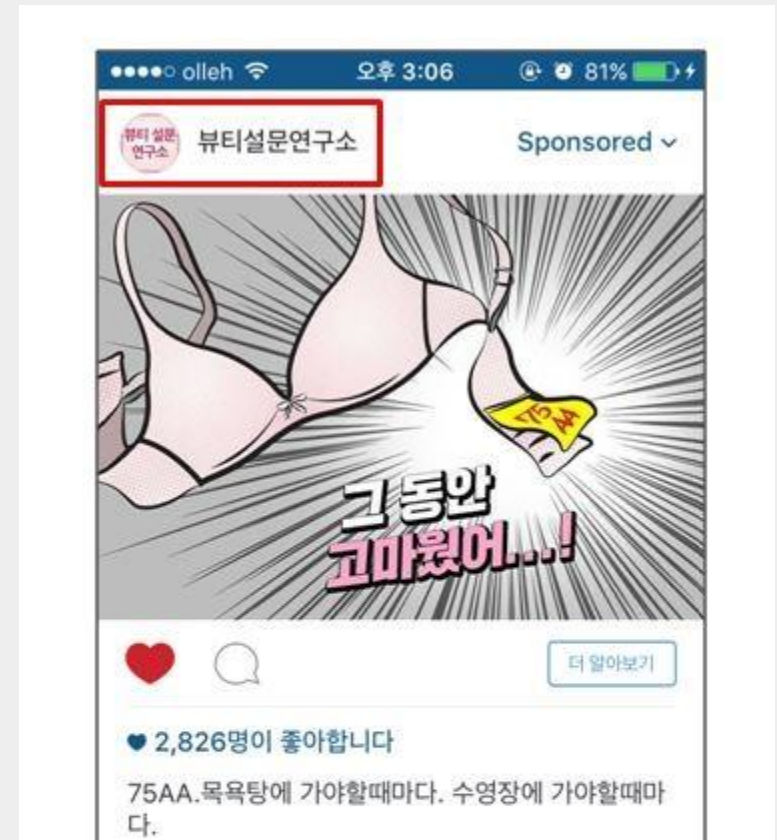 olleh 오후 3:06 81%
뷰티 설문
연구소
뷰티설문연구소 Sponsored
75
AA
그 동안
고마웠어...!
더 알아보기
2,826명이 좋아합니다
75AA.목욕탕에 가야할때마다. 수영장에 가야할때마
다.